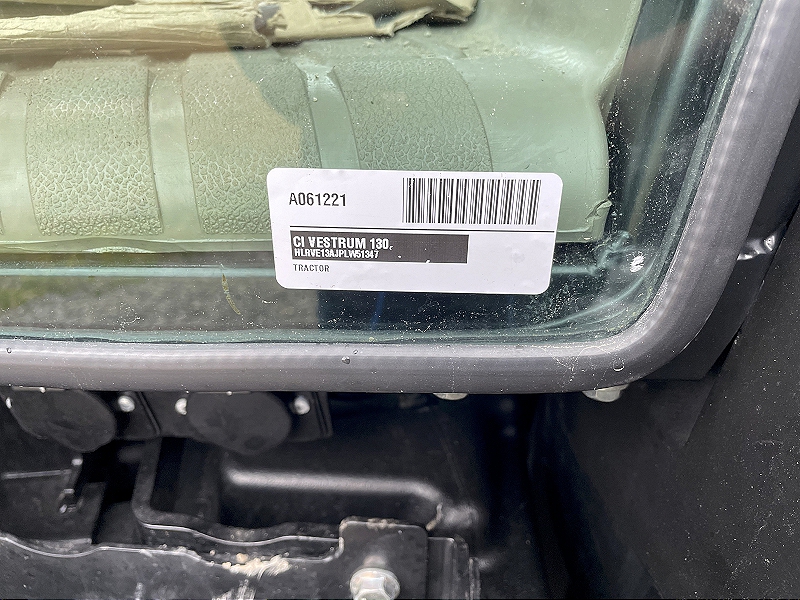 A061221
CI VESTRUM 130,
HLRVE13AJPLW51347
TRACTOR